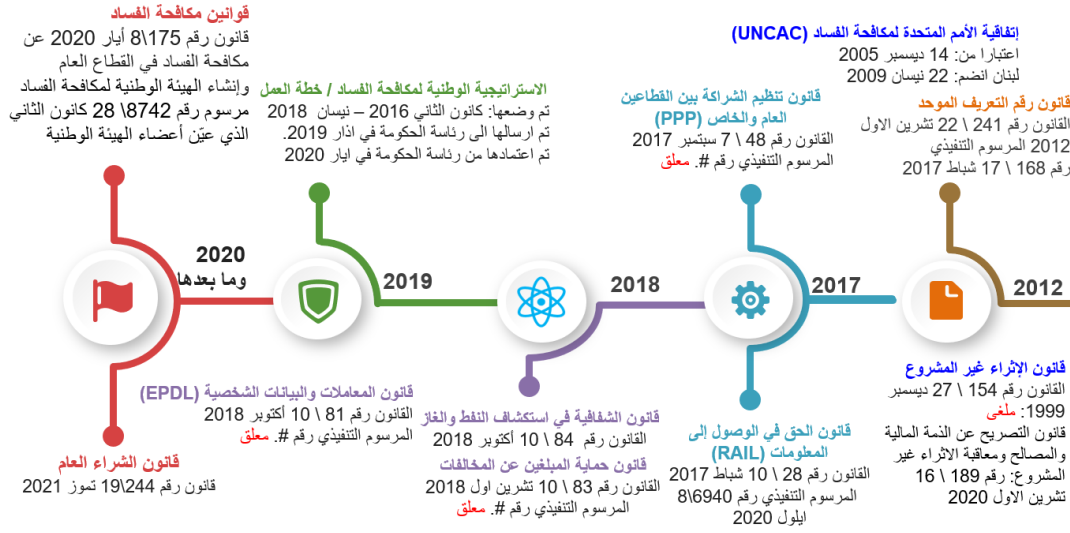 إتفاقية الأمم المتحدة لمكافحة الفساد (UNCAC)
اعتبارا من: 14 ديسمبر 2005
لبنان انضم: 22 نيسان 2009
قانون رقم التعريف الموحد
القانون رقم 241 \ 22 تشرين الاول
2012 المرسوم التنفيذي
رقم 168 \ 17 شباط 2017
2012
قانون الإثراء غير المشروع
القانون رقم 154 \ 27 ديسمبر
1999: ملغى
قانون التصريح عن الذمة المالية
والمصالح ومعاقبة الاثراء غير
المشروع: رقم 189 \ 16
تشرين الاول 2020
قانون تنظيم الشراكة بين القطاعين
العام والخاص (PPP)
القانون رقم 48 \ 7 سبتمبر 2017
المرسوم التنفيذي رقم #. معلق
2017
قانون الحق في الوصول إلى
المعلومات (RAIL)
القانون رقم 28 \ 10 شباط 2017
المرسوم التنفيذي رقم 6940\8
ايلول 2020
2018
قانون الشفافية في استكشاف النفط والغاز
القانون رقم 84 \ 10 أكتوبر 2018
قانون حماية المبلغين عن المخالفات
القانون رقم 83 \ 10 تشرين اول 2018
المرسوم التنفيذي رقم #. معلق
قانون المعاملات والبيانات الشخصية (EPDL)
القانون رقم 81 \ 10 أكتوبر 2018
المرسوم التنفيذي رقم #. معلق
الاستراتيجية الوطنية لمكافحة الفساد / خطة العمل
تم وضعها: كانون الثاني 2016 – نيسان 2018
تم ارسالها الى رئاسة الحكومة في اذار 2019.
تم اعتمادها من رئاسة الحكومة في ايار 2020
2019
قوانين مكافحة الفساد
قانون رقم 175\8 أيار 2020 عن
مكافحة الفساد في القطاع العام
وإنشاء الهيئة الوطنية لمكافحة الفساد
مرسوم رقم 8742\ 28 كانون الثاني
الذي عيّن أعضاء الهيئة الوطنية
2020
وما بعدها
قانون الشراء العام
قانون رقم 244\19 تموز 2021